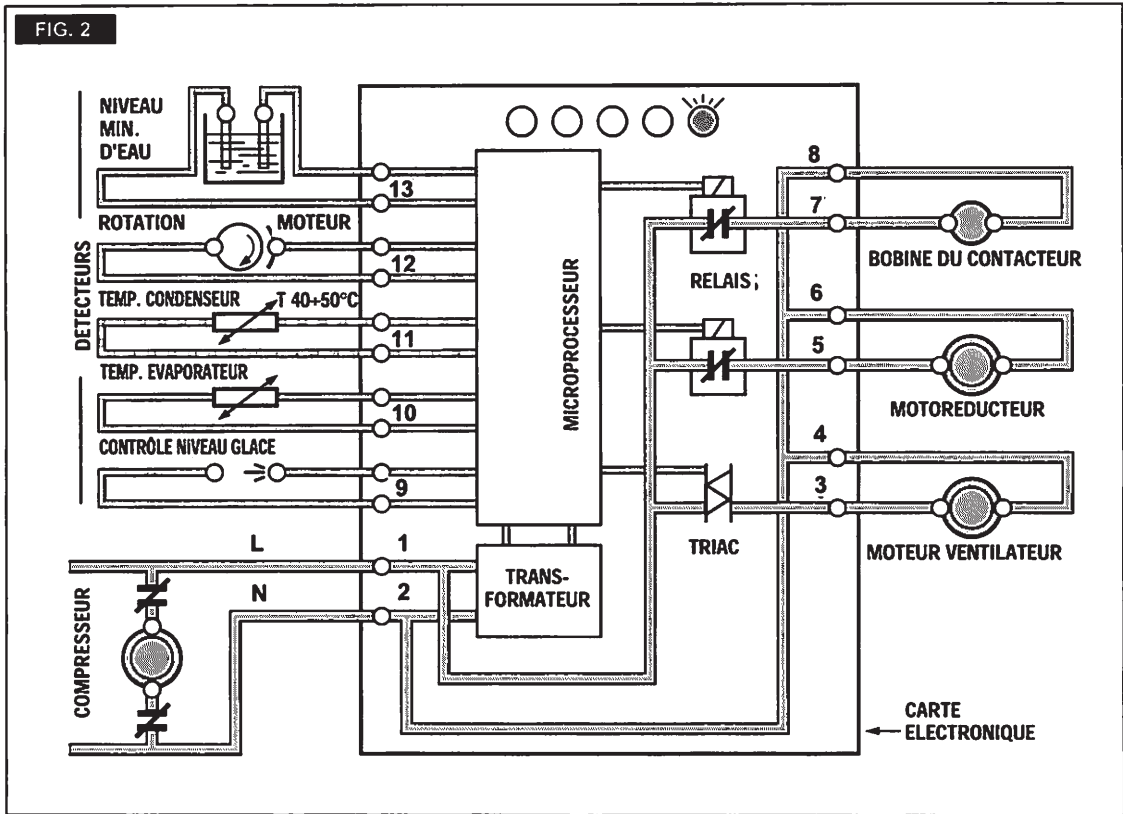 FIG. 2
NIVEAU
MIN.
D'EAU
13
ROTATION
MOTEUR
12
TEMP. CONDENSEUR
T 40÷50°C
11
TEMP. EVAPORATEUR
10
CONTRÔLE NIVEAU GLACE
9
DETECTEURS
L
1
N
2
COMPRESSEUR
MICROPROCESSEUR
TRANS-
FORMATEUR
RELAIS ;
TRIAC
8
7
BOBINE DU CONTACTEUR
6
5
MOTOREDUCTEUR
4
3
MOTEUR VENTILATEUR
CARTE
ELECTRONIQUE